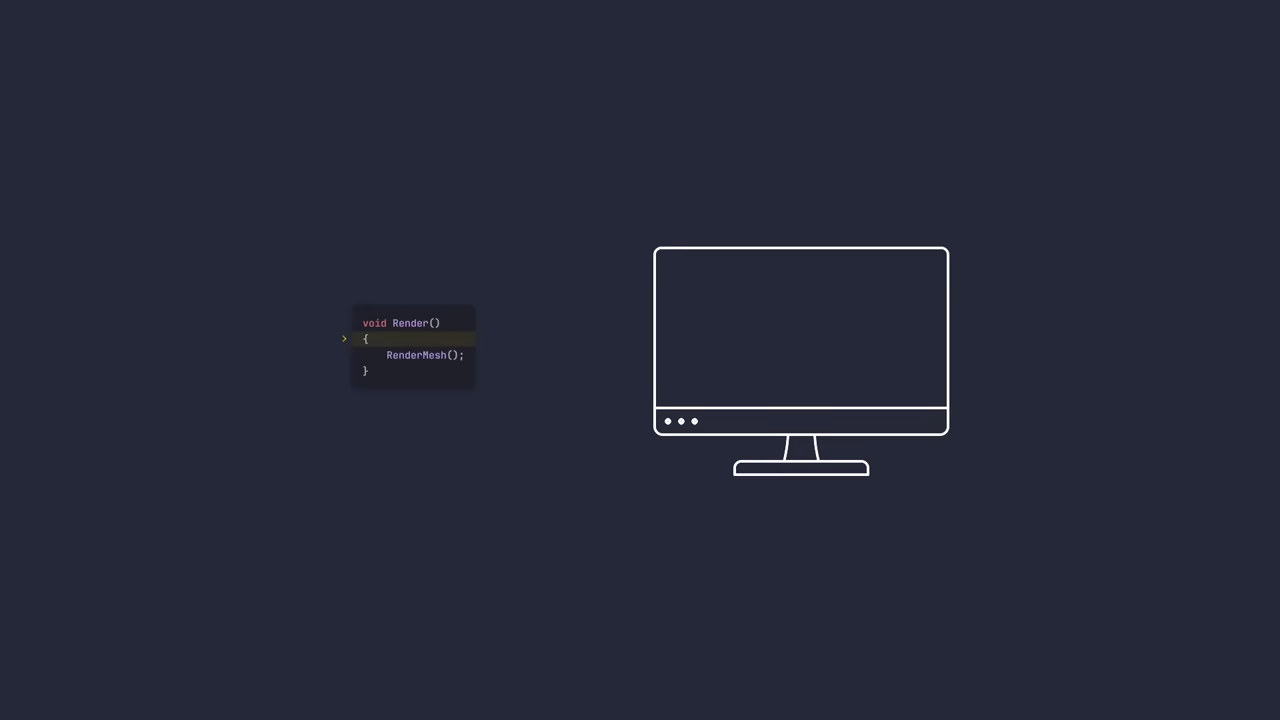 void Render()
{
    RenderMesh();
}